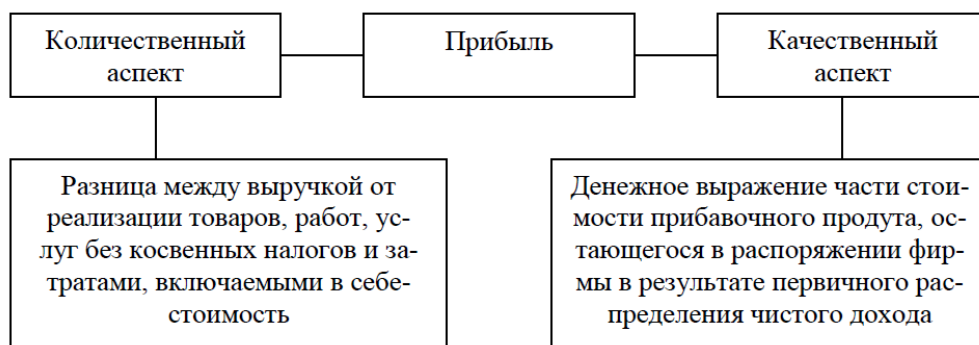 Количественный
аспект
Прибыль
Качественный
аспект
Разница между выручкой от
реализации товаров, работ, ус-
луг без косвенных налогов и за-
тратами, включаемыми в себе-
стоимость
Денежное выражение части стои-
мости прибавочного продута, ос-
тающегося в распоряжении фир-
мы в результате первичного рас-
пределения чистого дохода